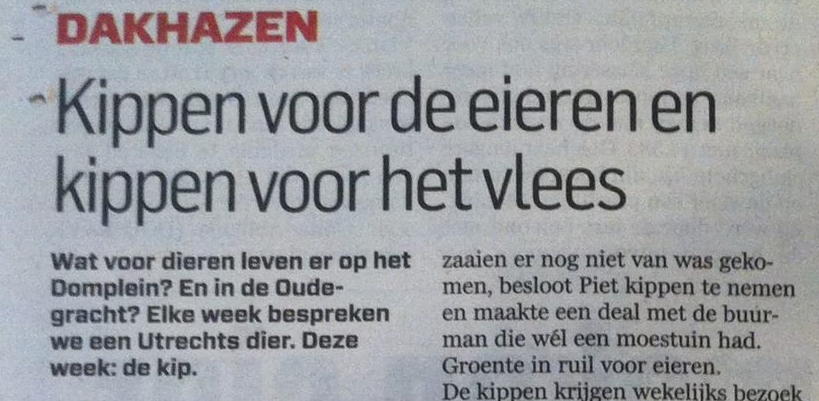 DAKHAZEN
Kippen voor de eieren en
kippen voor het vlees
Wat voor dieren leven er op het
Domplein? En in de Oude-
gracht? Elke week bespreken
we een Utrechts dier. Deze
week: de kip.
zaaien er nog niet van was geko-
men, besloot Piet kippen te nemen
en maakte een deal met de buur-
man die wél een moestuin had.
Groente in ruil voor eieren.
De kippen krijgen wekelijks bezoek